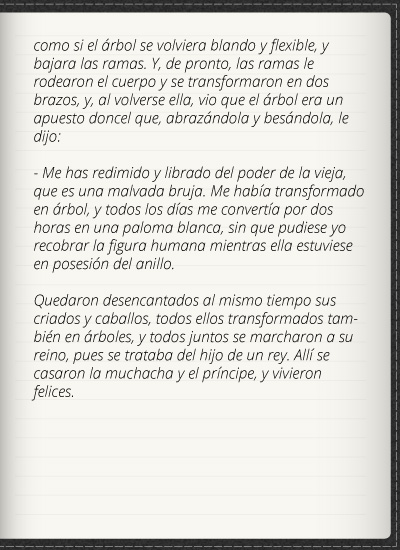 como si el árbol se volviera blando y flexible, y
bajara las ramas. Y, de pronto, las ramas le
rodearon el cuerpo y se transformaron en dos
brazos, y, al volverse ella, vio que el árbol era un
apuesto doncel que, abrazándola y besándola, le
dijo:

- Me has redimido y librado del poder de la vieja,
que es una malvada bruja. Me había transformado
en árbol, y todos los días me convertía por dos
horas en una paloma blanca, sin que pudiese yo
recobrar la figura humana mientras ella estuviese
en posesión del anillo.

Quedaron desencantados al mismo tiempo sus
criados y caballos, todos ellos transformados tam-
bién en árboles, y todos juntos se marcharon a su
reino, pues se trataba del hijo de un rey. Allí se
casaron la muchacha y el príncipe, y vivieron
felices.